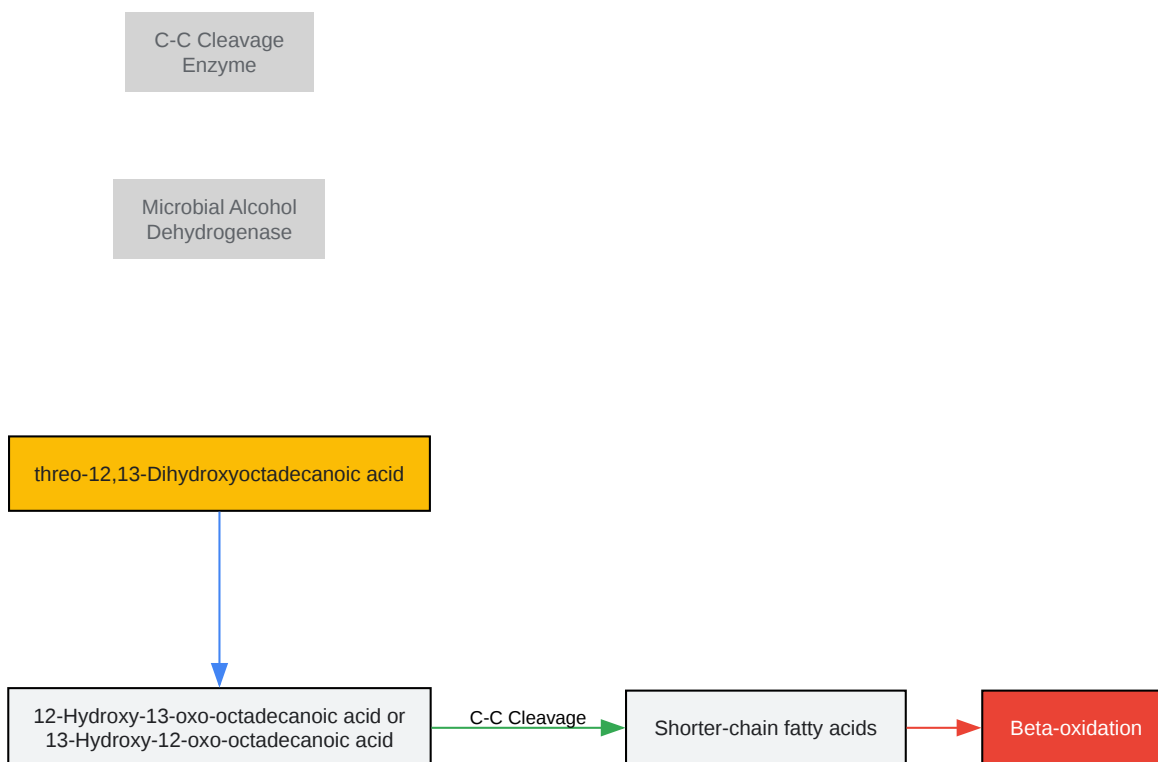 C-C Cleavage
Enzyme
Microbial Alcohol
Dehydrogenase
threo-12,13-Dihydroxyoctadecanoic acid
12-Hydroxy-13-oxo-octadecanoic acid or
13-Hydroxy-12-oxo-octadecanoic acid
C-C Cleavage
Shorter-chain fatty acids
Beta-oxidation